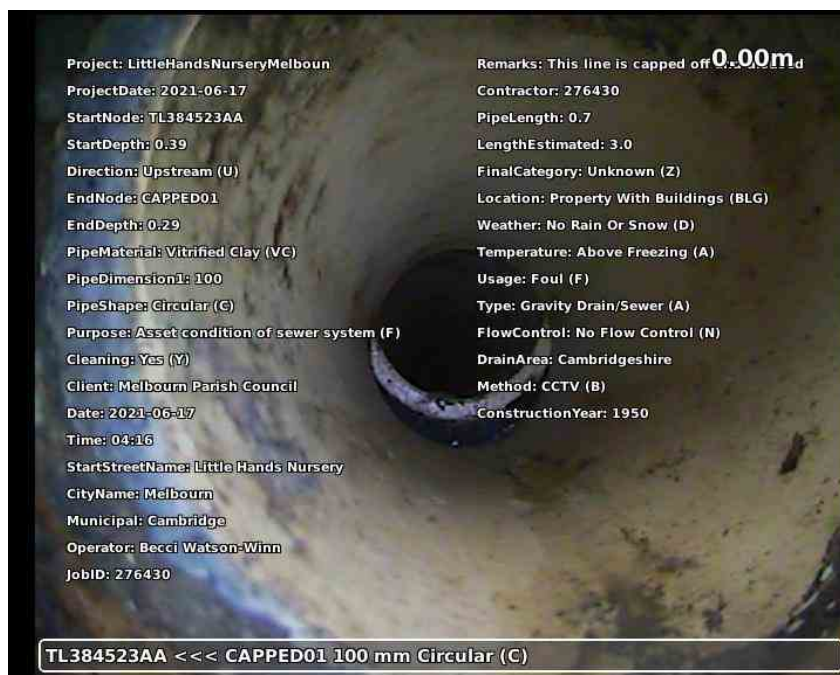 0.00m
Project: LittleHandsNurseryMelboun
ProjectDate: 2021-06-17
StartNode: TL384523AA
StartDepth: 0.39
Direction: Upstream (U)
EndNode: CAPPED01
EndDepth: 0.29
PipeMaterial: Vitrified Clay (VC)
PipeDimension1: 100
PipeShape: Circular (C)
Purpose: Asset condition of sewer system (F)
Cleaning: Yes (Y)
Client: Melbourn Parish Council
Date: 2021-06-17
Time: 04:16
StartStreetName: Little Hands Nursery
CityName: Melbourn
Municipal: Cambridge
Operator: Becci Watson-Winn
JobID: 276430
Remarks: This line is capped off
Contractor: 276430
PipeLength: 0.7
LengthEstimated: 3.0
FinalCategory: Unknown (Z)
Location: Property With Buildings (BLG)
Weather: No Rain Or Snow (D)
Temperature: Above Freezing (A)
Usage: Foul (F)
Type: Gravity Drain/Sewer (A)
FlowControl: No Flow Control (N)
DrainArea: Cambridgeshire
Method: CCTV (B)
ConstructionYear: 1950
TL384523AA <<< CAPPED01 100 mm Circular (C)